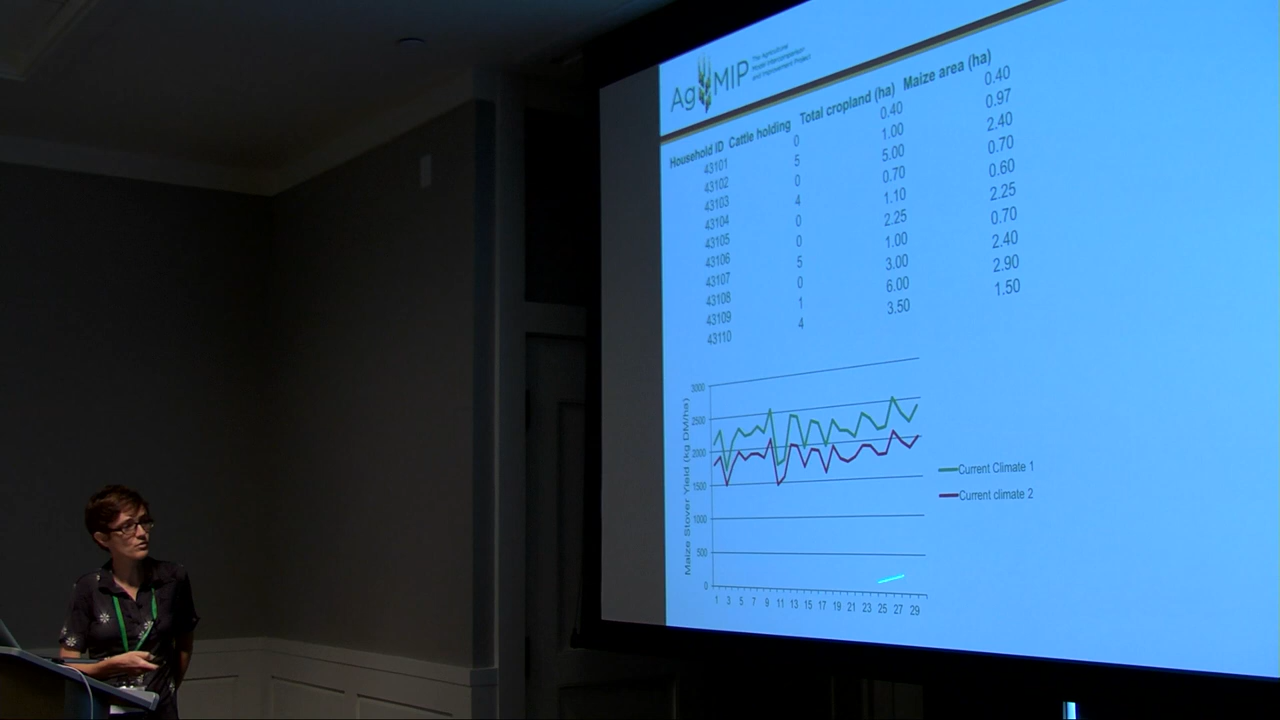 AgMIP
The Agricultural
Model Intercomparison
and Improvement Project
Household ID Cattle holding Total cropland (ha) Maize area (ha)
43101 0 0.40 0.40
43102 5 1.00 0.97
43103 0 5.00 2.40
43104 4 0.70 0.70
43105 0 1.10 0.60
43106 0 2.25 2.25
43107 5 1.00 0.70
43108 0 3.00 2.40
43109 1 6.00 2.90
43110 4 3.50 1.50
Maize Stover Yield (kg DM/ha)
3000
2500
2000
1500
1000
500
0
1 3 5 7 9 11 13 15 17 19 21 23 25 27 29
Current Climate 1
Current climate 2